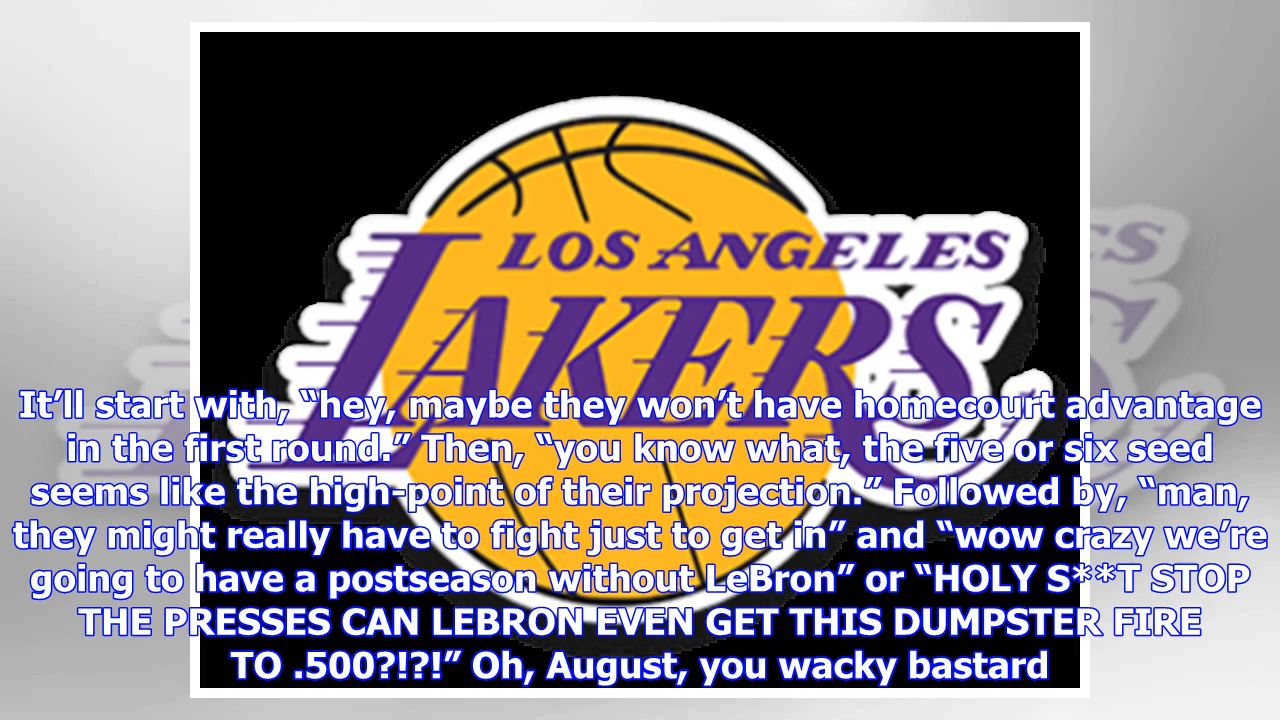 LOS ANGELES
LAKERS
It’ll start with, “hey, maybe they won’t have homecourt advantage
in the first round.” Then, “you know what, the five or six seed
seems like the high-point of their projection.” Followed by, “man,
they might really have to fight just to get in” and “wow crazy we’re
going to have a postseason without LeBron” or “HOLY S**T STOP
THE PRESSES CAN LEBRON EVEN GET THIS DUMPSTER FIRE
TO .500?!?!” Oh, August, you wacky bastard